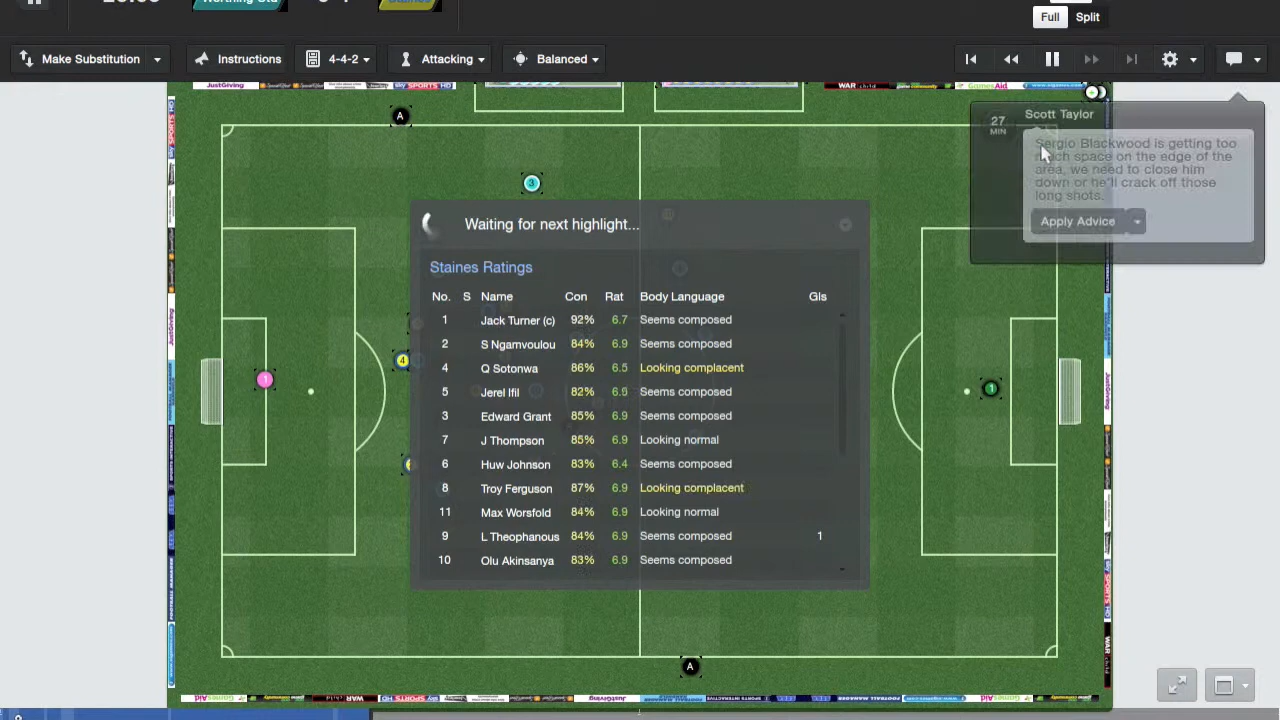 Full Split
Make Substitution Instructions 4-4-2 Attacking Balanced
A
27
MIN
Scott Taylor
Sergio Blackwood is getting too
much space on the edge of the
area, we need to close him
down or he'll crack off those
long shots.
Apply Advice
3
Waiting for next highlight...
Staines Ratings
No. S Name Con Rat Body Language Gls
1 Jack Turner (c) 92% 6.7 Seems composed
2 S Ngamvoulou 84% 6.9 Seems composed
4 Q Sotonwa 86% 6.5 Looking complacent
5 Jerel Ifil 82% 6.9 Seems composed
3 Edward Grant 85% 6.9 Seems composed
7 J Thompson 85% 6.9 Looking normal
6 Huw Johnson 83% 6.4 Seems composed
8 Troy Ferguson 87% 6.9 Looking complacent
11 Max Worsfold 84% 6.9 Looking normal
9 L Theophanous 84% 6.9 Seems composed 1
10 Olu Akinsanya 83% 6.9 Seems composed
4
1
1
A